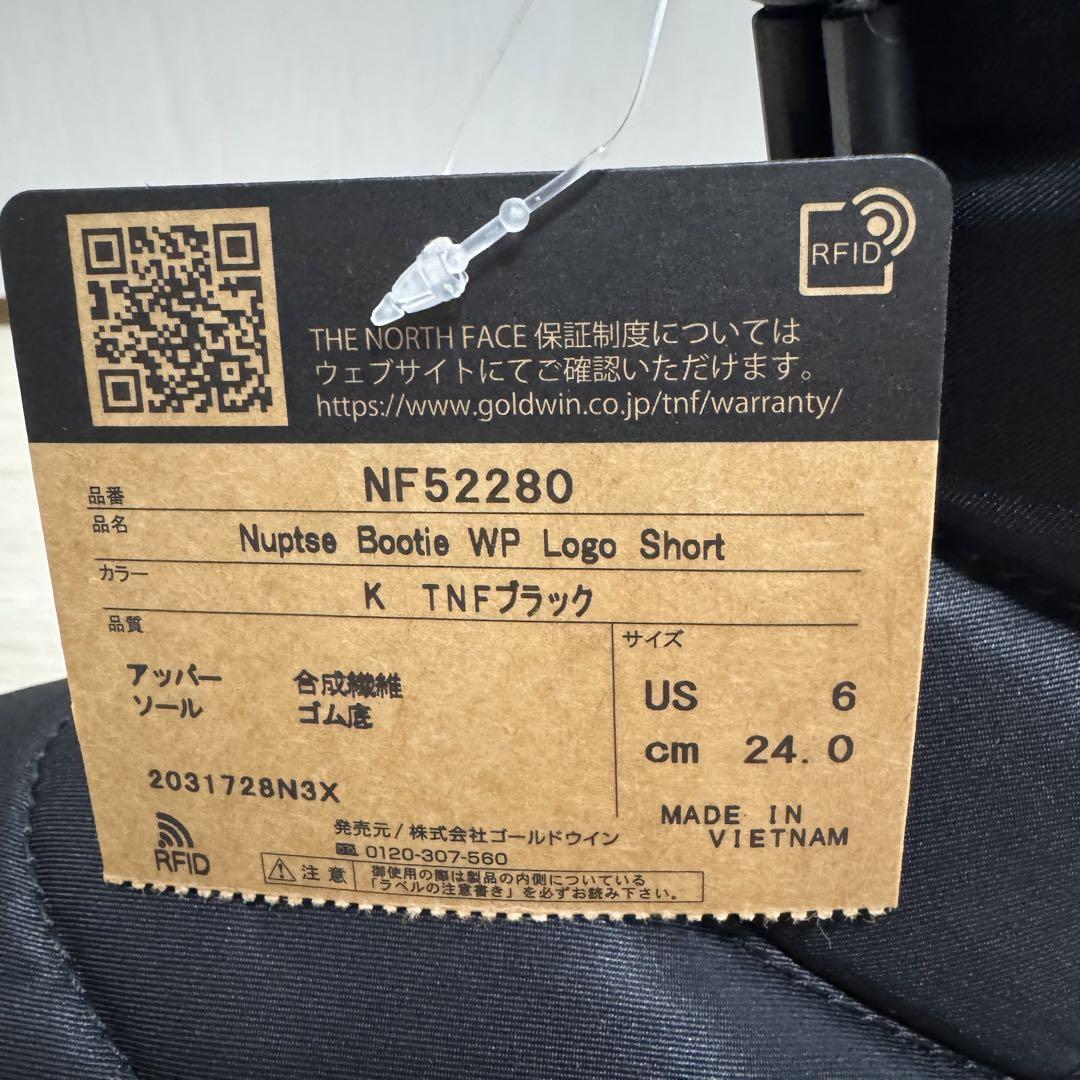 RFID
THE NORTH FACE 保証制度については
ウェブサイトにてご確認いただけます。
https://www.goldwin.co.jp/tnf/warranty/
品番 NF52280
品名 Nuptse Bootie WP Logo Short
カラー K TNFブラック
品質
アッパー 合成繊維
ソール ゴム底
サイズ
US 6
cm 24.0
2031728N3X
MADE IN
VIETNAM
RFID
発売元/株式会社ゴールドウイン
0120-307-560
注意
御使用の際は製品の内側についている
「ラベルの注意書き」を必ずお読み下さい。